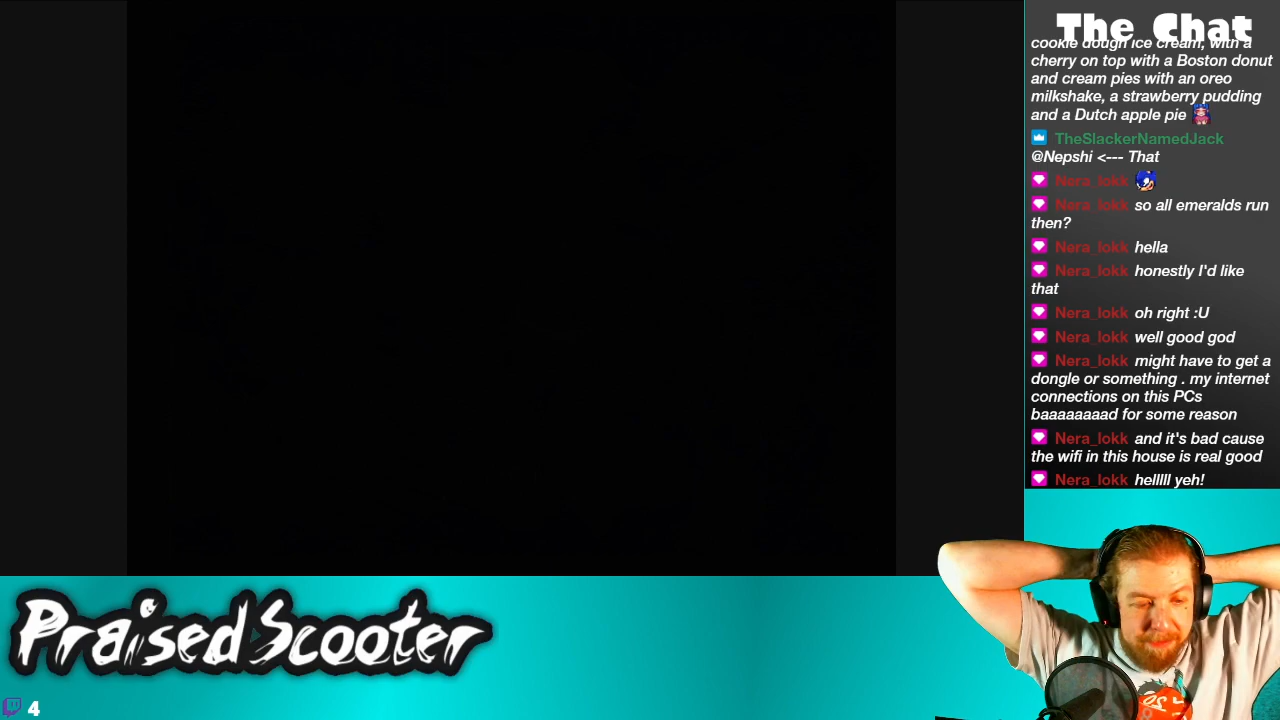 The Chat
cookie dough ice cream, with a
cherry on top with a Boston donut
and cream pies with an oreo
milkshake, a strawberry pudding
and a Dutch apple pie
TheSlackerNamedJack
@Nepshi <--- That
Nera_lokk
Nera_lokk so all emeralds run
then?
Nera_lokk hella
Nera_lokk honestly I'd like
that
Nera_lokk oh right :U
Nera_lokk well good god
Nera_lokk might have to get a
dongle or something . my internet
connections on this PCs
baaaaaaaad for some reason
Nera_lokk and it's bad cause
the wifi in this house is real good
Nera_lokk helllll yeh!
PraisedScooter
4